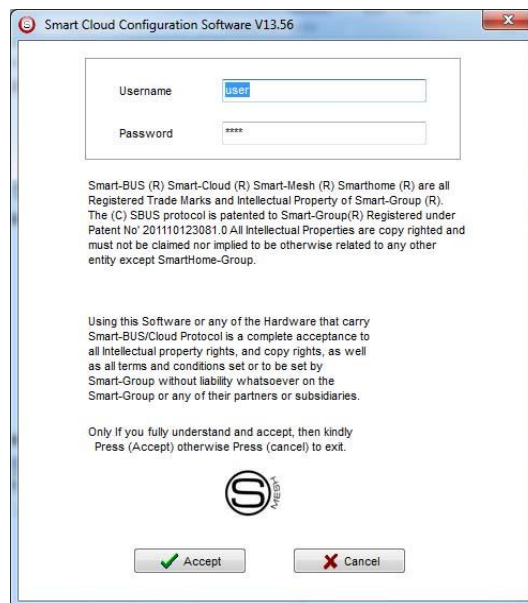 Smart Cloud Configuration Software V13.56
Username
user
Password
****
Smart-BUS (R) Smart-Cloud (R) Smart-Mesh (R) Smarthome (R) are all
Registered Trade Marks and Intellectual Property of Smart-Group (R).
The (C) SBUS protocol is patented to Smart-Group(R) Registered under
Patent No' 201110123081.0 All Intellectual Properties are copy righted and
must not be claimed nor implied to be otherwise related to any other
entity except SmartHome-Group.
Using this Software or any of the Hardware that carry
Smart-BUS/Cloud Protocol is a complete acceptance to
all Intellectual property rights, and copy rights, as well
as all terms and conditions set or to be set by
Smart-Group without liability whatsoever on the
Smart-Group or any of their partners or subsidiaries.
Only If you fully understand and accept, then kindly
Press (Accept) otherwise Press (cancel) to exit.
S MESH
Accept
Cancel